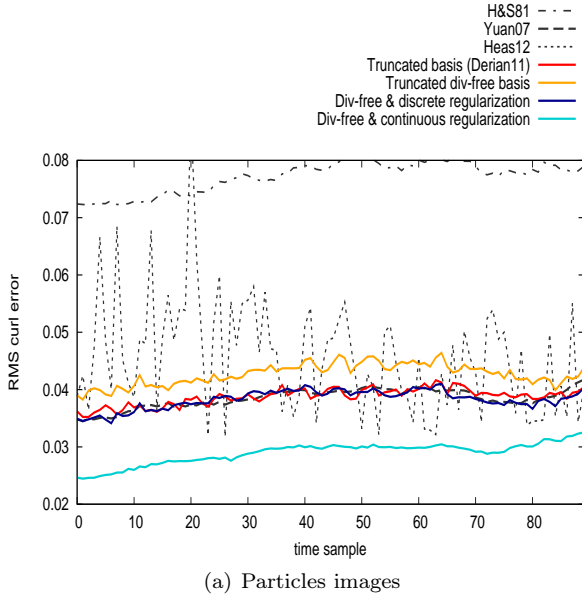 H&S81
Yuan07
Heas12
Truncated basis (Derian11)
Truncated div-free basis
Div-free & discrete regularization
Div-free & continuous regularization
0.08
0.07
0.06
0.05
0.04
0.03
0.02
RMS curl error
0 10 20 30 40 50 60 70 80
time sample
(a) Particles images